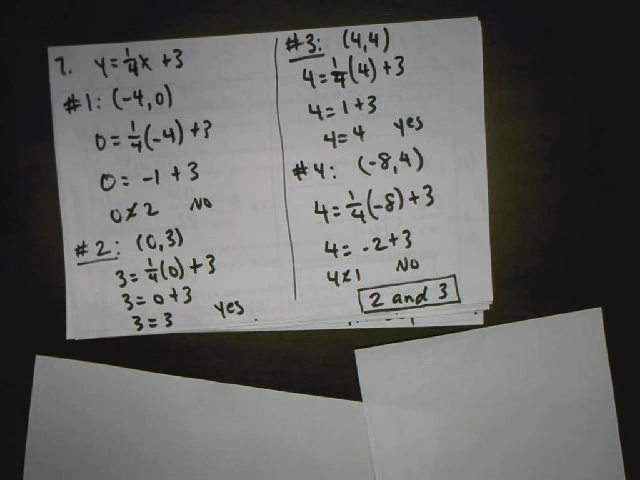 7. y = 1/4x + 3
#1: (-4,0)
0 = 1/4(-4) + 3
0 = -1 + 3
0 ≠ 2 NO
#2: (0,3)
3 = 1/4(0) + 3
3 = 0 + 3
3 = 3 yes
#3: (4,4)
4 = 1/4(4) + 3
4 = 1 + 3
4 = 4 yes
#4: (-8,4)
4 = 1/4(-8) + 3
4 = -2 + 3
4 ≠ 1 NO
2 and 3